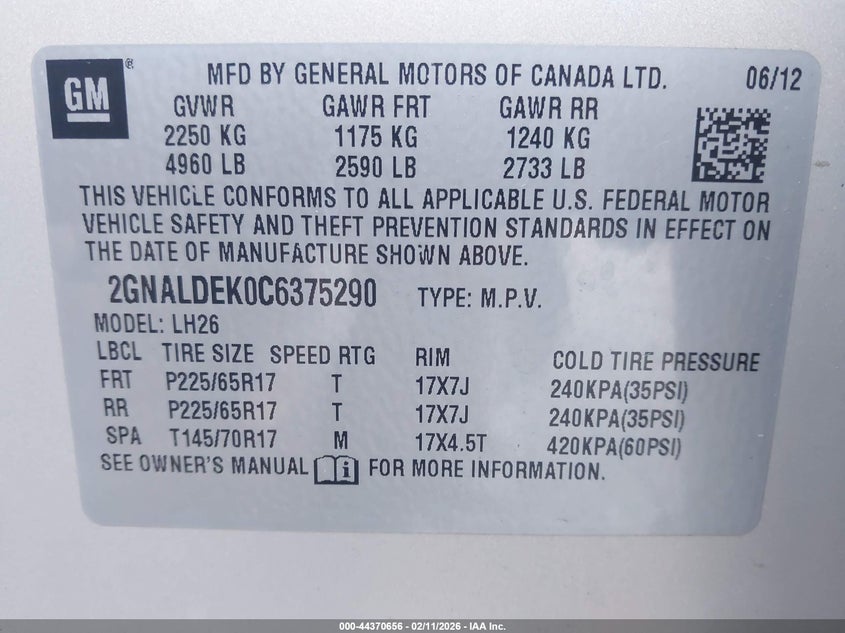 GM ® MFD BY GENERAL MOTORS OF CANADA LTD. 06/12
GVWR GAWR FRT GAWR RR
2250 KG 1175 KG 1240 KG
4960 LB 2590 LB 2733 LB
THIS VEHICLE CONFORMS TO ALL APPLICABLE U.S. FEDERAL MOTOR
VEHICLE SAFETY AND THEFT PREVENTION STANDARDS IN EFFECT ON
THE DATE OF MANUFACTURE SHOWN ABOVE.
2GNALDEK0C6375290 TYPE: M.P.V.
MODEL: LH26
LBCL TIRE SIZE SPEED RTG RIM COLD TIRE PRESSURE
FRT P225/65R17 T 17X7J 240KPA(35PSI)
RR P225/65R17 T 17X7J 240KPA(35PSI)
SPA T145/70R17 M 17X4.5T 420KPA(60PSI)
SEE OWNER'S MANUAL i FOR MORE INFORMATION.
000-44370656 - 02/11/2026 - IAA Inc.